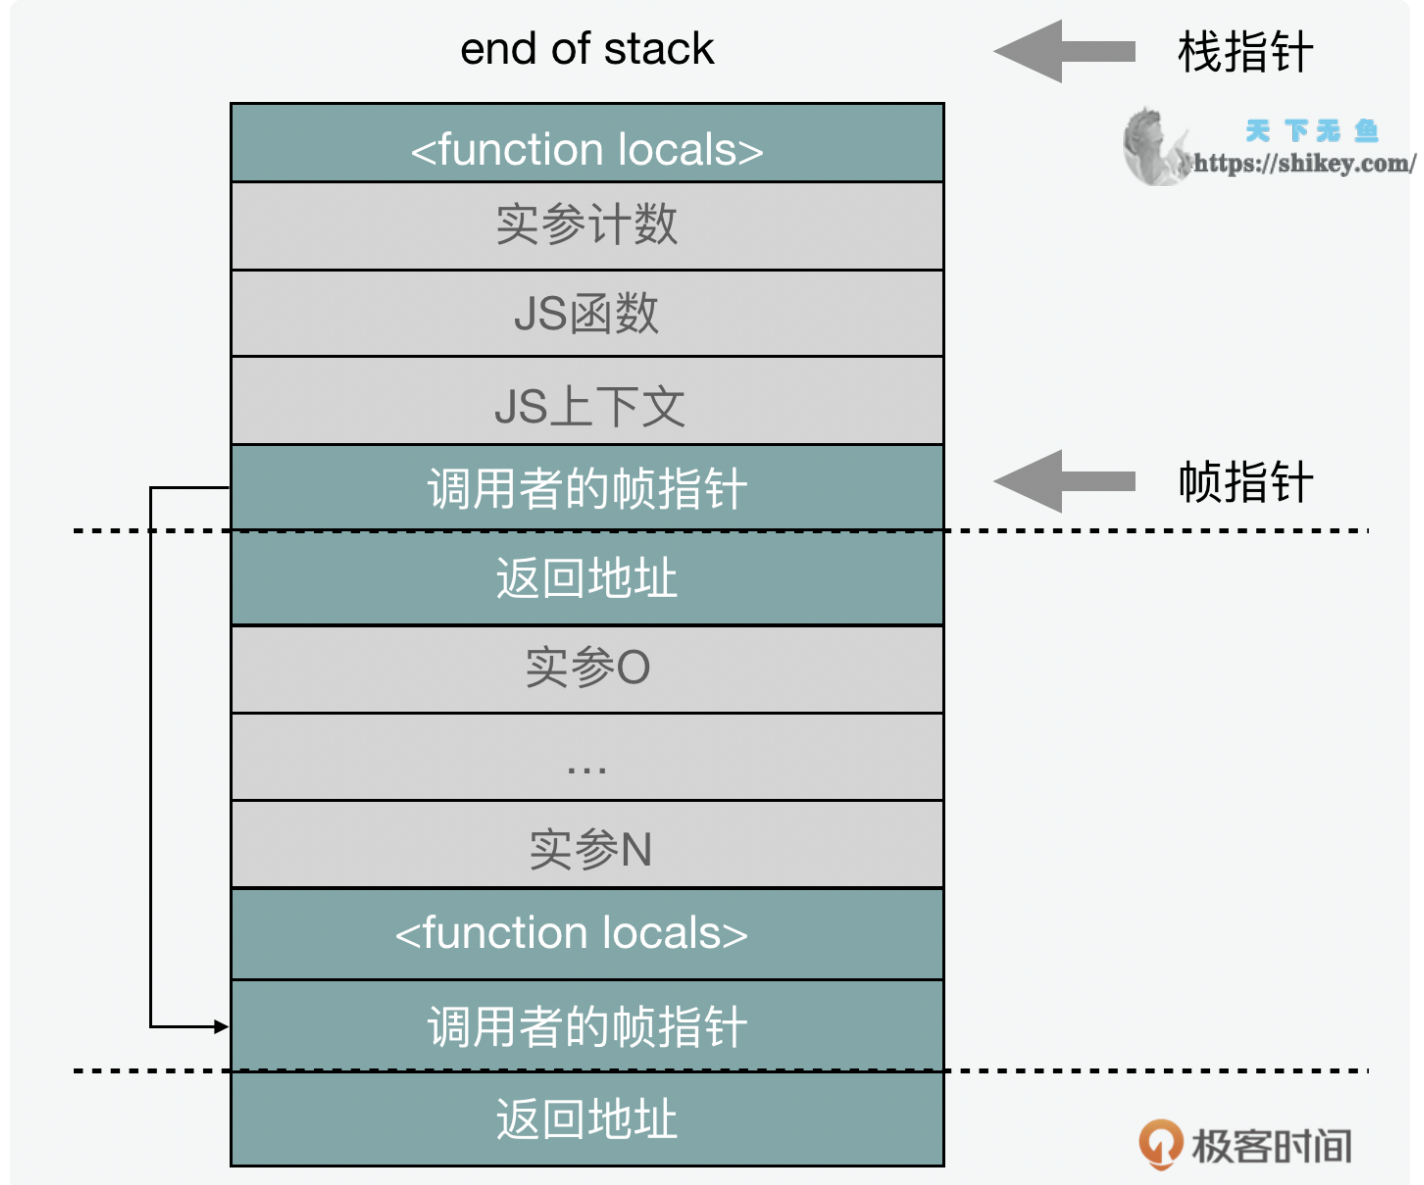 end of stack
栈指针
天下无鱼
https://shikey.com/
<function locals>
实参计数
JS函数
JS上下文
调用者的帧指针
帧指针
返回地址
实参O
...
实参N
<function locals>
调用者的帧指针
返回地址
极客时间